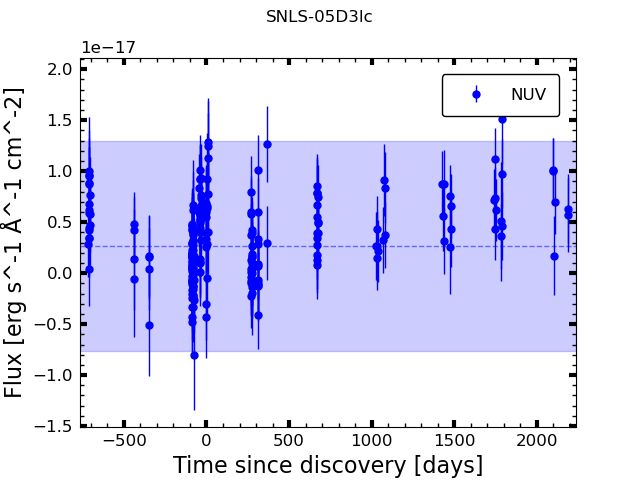 SNLS-05D3lc
1e−17
NUV
2.0
1.5
1.0
0.5
0.0
−0.5
−1.0
−1.5
Flux [erg s^-1 Å^-1 cm^-2]
−500 0 500 1000 1500 2000
Time since discovery [days]